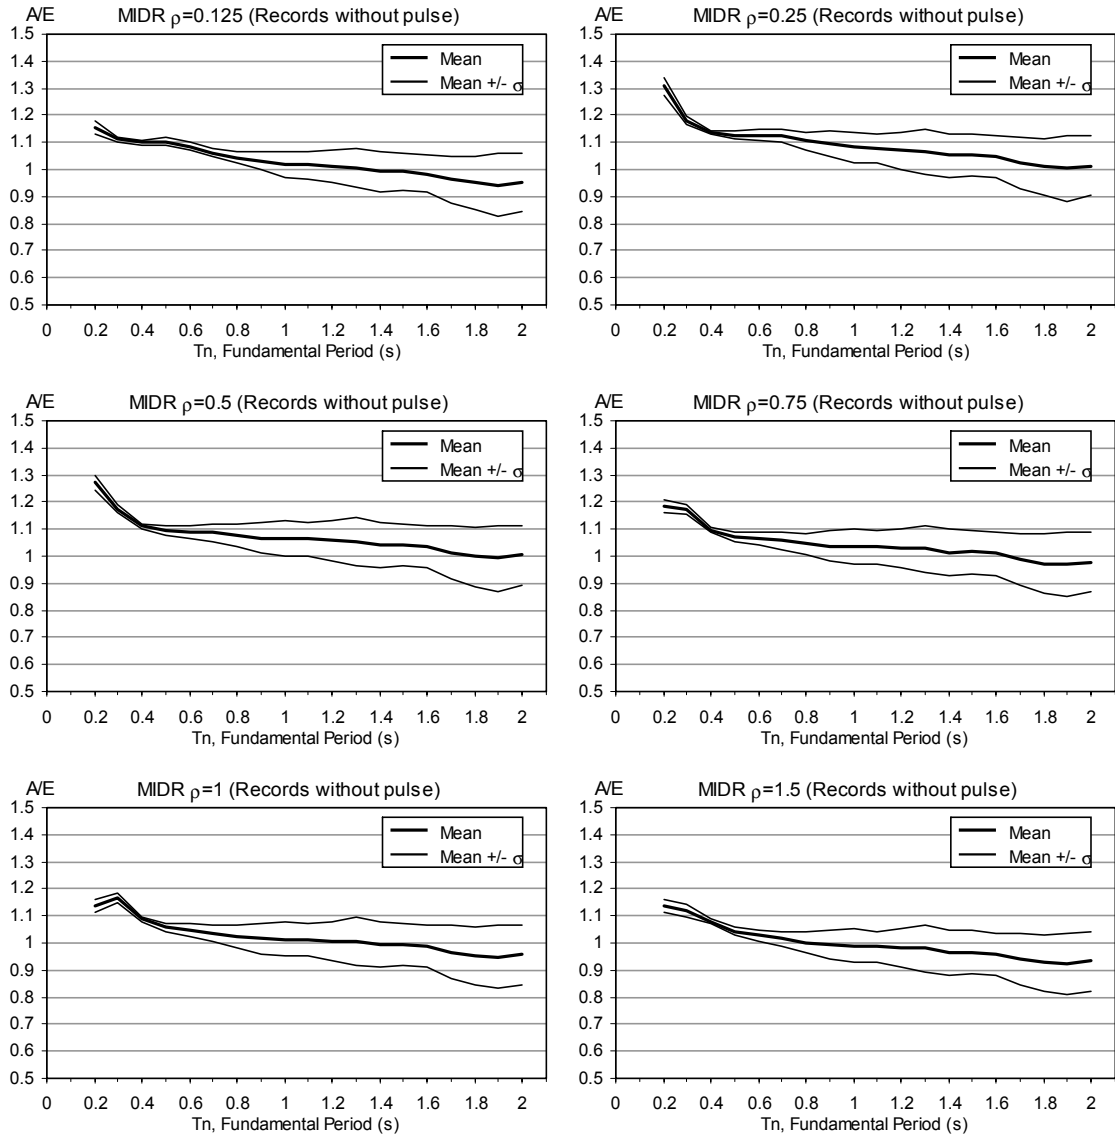 A/E MIDR ρ=0.125 (Records without pulse)
1.5
1.4
1.3
1.2
1.1
1
0.9
0.8
0.7
0.6
0.5
Mean
Mean +/- σ
0 0.2 0.4 0.6 0.8 1 1.2 1.4 1.6 1.8 2
Tn, Fundamental Period (s)
A/E MIDR ρ=0.25 (Records without pulse)
1.5
1.4
1.3
1.2
1.1
1
0.9
0.8
0.7
0.6
0.5
Mean
Mean +/- σ
0 0.2 0.4 0.6 0.8 1 1.2 1.4 1.6 1.8 2
Tn, Fundamental Period (s)
A/E MIDR ρ=0.5 (Records without pulse)
1.5
1.4
1.3
1.2
1.1
1
0.9
0.8
0.7
0.6
0.5
Mean
Mean +/- σ
0 0.2 0.4 0.6 0.8 1 1.2 1.4 1.6 1.8 2
Tn, Fundamental Period (s)
A/E MIDR ρ=0.75 (Records without pulse)
1.5
1.4
1.3
1.2
1.1
1
0.9
0.8
0.7
0.6
0.5
Mean
Mean +/- σ
0 0.2 0.4 0.6 0.8 1 1.2 1.4 1.6 1.8 2
Tn, Fundamental Period (s)
A/E MIDR ρ=1 (Records without pulse)
1.5
1.4
1.3
1.2
1.1
1
0.9
0.8
0.7
0.6
0.5
Mean
Mean +/- σ
0 0.2 0.4 0.6 0.8 1 1.2 1.4 1.6 1.8 2
Tn, Fundamental Period (s)
A/E MIDR ρ=1.5 (Records without pulse)
1.5
1.4
1.3
1.2
1.1
1
0.9
0.8
0.7
0.6
0.5
Mean
Mean +/- σ
0 0.2 0.4 0.6 0.8 1 1.2 1.4 1.6 1.8 2
Tn, Fundamental Period (s)